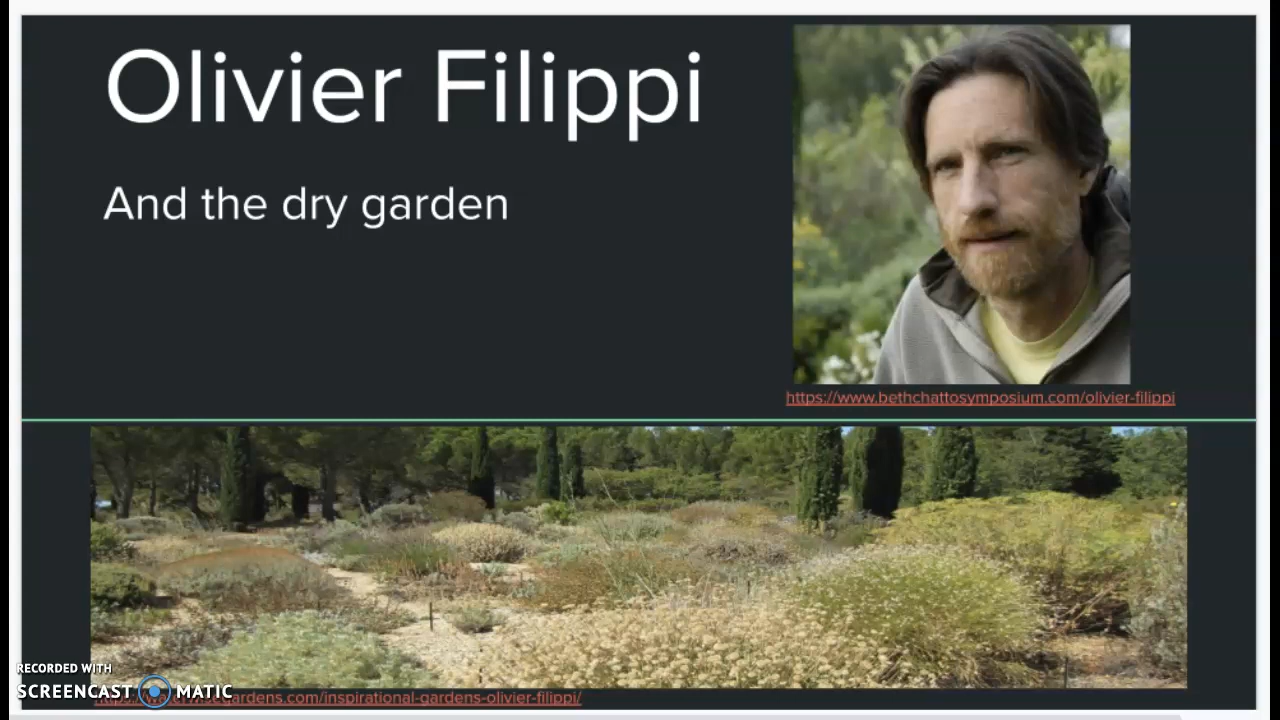 Olivier Filippi
And the dry garden
https://www.bethchattosymposium.com/olivier-filippi
RECORDED WITH
SCREENCAST MATIC
gardens.com/inspirational-gardens-olivier-filippi/